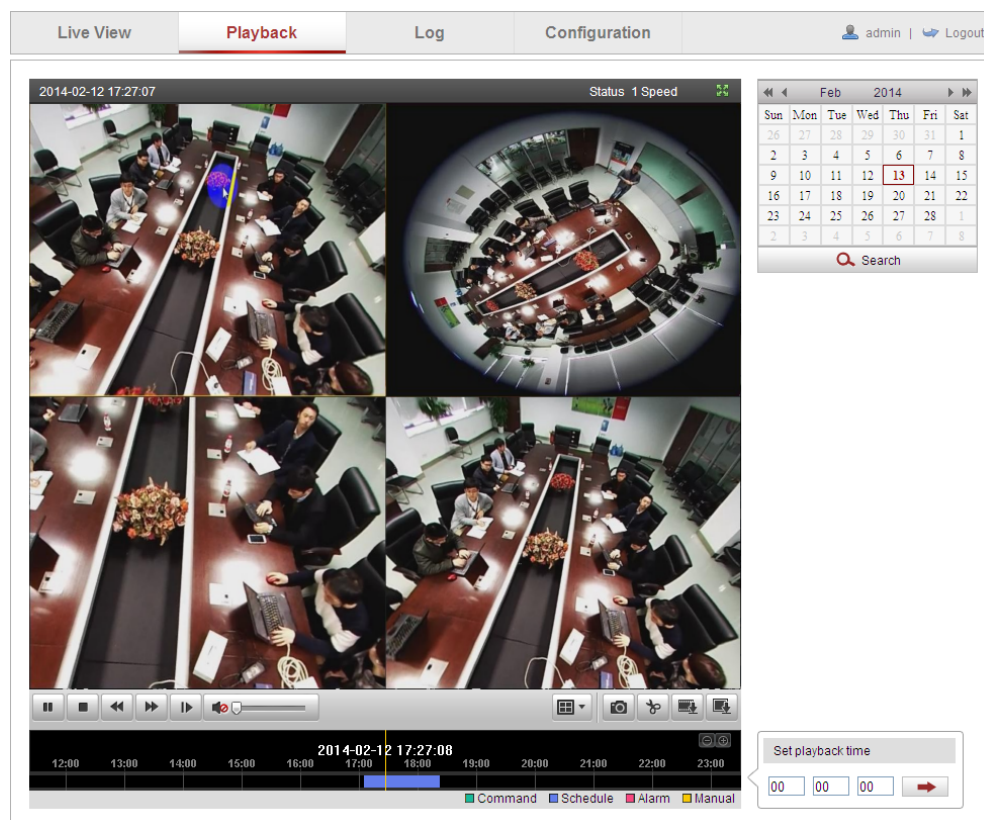 Live View Playback Log Configuration admin | Logout
2014-02-12 17:27:07 Status 1 Speed
Feb 2014
Sun Mon Tue Wed Thu Fri Sat
26 27 28 29 30 31 1
2 3 4 5 6 7 8
9 10 11 12 13 14 15
16 17 18 19 20 21 22
23 24 25 26 27 28 1
2 3 4 5 6 7 8
Search
2014-02-12 17:27:08
12:00 13:00 14:00 15:00 16:00 17:00 18:00 19:00 20:00 21:00 22:00 23:00
Command Schedule Alarm Manual
Set playback time
00 00 00